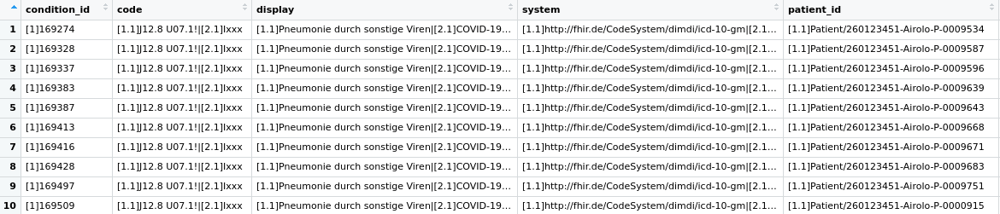 condition_id code display system patient_id
1 [1]169274 [1.1]J12.8 U07.1!|[2.1]Ixxx [1.1]Pneumonie durch sonstige Viren|[2.1]COVID-19... [1.1]http://fhir.de/CodeSystem/dimdi/icd-10-gm|[2.1... [1.1]Patient/260123451-Airolo-P-0009534
2 [1]169328 [1.1]J12.8 U07.1!|[2.1]Ixxx [1.1]Pneumonie durch sonstige Viren|[2.1]COVID-19... [1.1]http://fhir.de/CodeSystem/dimdi/icd-10-gm|[2.1... [1.1]Patient/260123451-Airolo-P-0009587
3 [1]169337 [1.1]J12.8 U07.1!|[2.1]Ixxx [1.1]Pneumonie durch sonstige Viren|[2.1]COVID-19... [1.1]http://fhir.de/CodeSystem/dimdi/icd-10-gm|[2.1... [1.1]Patient/260123451-Airolo-P-0009596
4 [1]169383 [1.1]J12.8 U07.1!|[2.1]Ixxx [1.1]Pneumonie durch sonstige Viren|[2.1]COVID-19... [1.1]http://fhir.de/CodeSystem/dimdi/icd-10-gm|[2.1... [1.1]Patient/260123451-Airolo-P-0009639
5 [1]169387 [1.1]J12.8 U07.1!|[2.1]Ixxx [1.1]Pneumonie durch sonstige Viren|[2.1]COVID-19... [1.1]http://fhir.de/CodeSystem/dimdi/icd-10-gm|[2.1... [1.1]Patient/260123451-Airolo-P-0009643
6 [1]169413 [1.1]J12.8 U07.1!|[2.1]Ixxx [1.1]Pneumonie durch sonstige Viren|[2.1]COVID-19... [1.1]http://fhir.de/CodeSystem/dimdi/icd-10-gm|[2.1... [1.1]Patient/260123451-Airolo-P-0009668
7 [1]169416 [1.1]J12.8 U07.1!|[2.1]Ixxx [1.1]Pneumonie durch sonstige Viren|[2.1]COVID-19... [1.1]http://fhir.de/CodeSystem/dimdi/icd-10-gm|[2.1... [1.1]Patient/260123451-Airolo-P-0009671
8 [1]169428 [1.1]J12.8 U07.1!|[2.1]Ixxx [1.1]Pneumonie durch sonstige Viren|[2.1]COVID-19... [1.1]http://fhir.de/CodeSystem/dimdi/icd-10-gm|[2.1... [1.1]Patient/260123451-Airolo-P-0009683
9 [1]169497 [1.1]J12.8 U07.1!|[2.1]Ixxx [1.1]Pneumonie durch sonstige Viren|[2.1]COVID-19... [1.1]http://fhir.de/CodeSystem/dimdi/icd-10-gm|[2.1... [1.1]Patient/260123451-Airolo-P-0009751
10 [1]169509 [1.1]J12.8 U07.1!|[2.1]Ixxx [1.1]Pneumonie durch sonstige Viren|[2.1]COVID-19... [1.1]http://fhir.de/CodeSystem/dimdi/icd-10-gm|[2.1... [1.1]Patient/260123451-Airolo-P-0000915